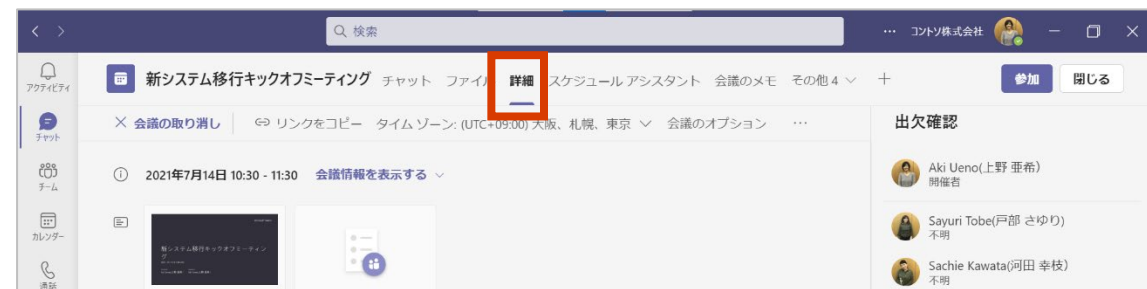 検索
コントソ株式会社
アクティビティ
チャット
チーム
カレンダー
通話
新システム移行キックオフミーティング チャット ファイル 詳細 スケジュール アシスタント 会議のメモ その他 4
参加 閉じる
会議の取り消し リンクをコピー タイム ゾーン: (UTC+09:00) 大阪、札幌、東京 会議のオプション ...
2021年7月14日 10:30 - 11:30 会議情報を表示する
新システム移行キックオフミーティン
グ
出欠確認
Aki Ueno(上野 亜希)
開催者
Sayuri Tobe(戸部 さゆり)
不明
Sachie Kawata(河田 幸枝)
不明